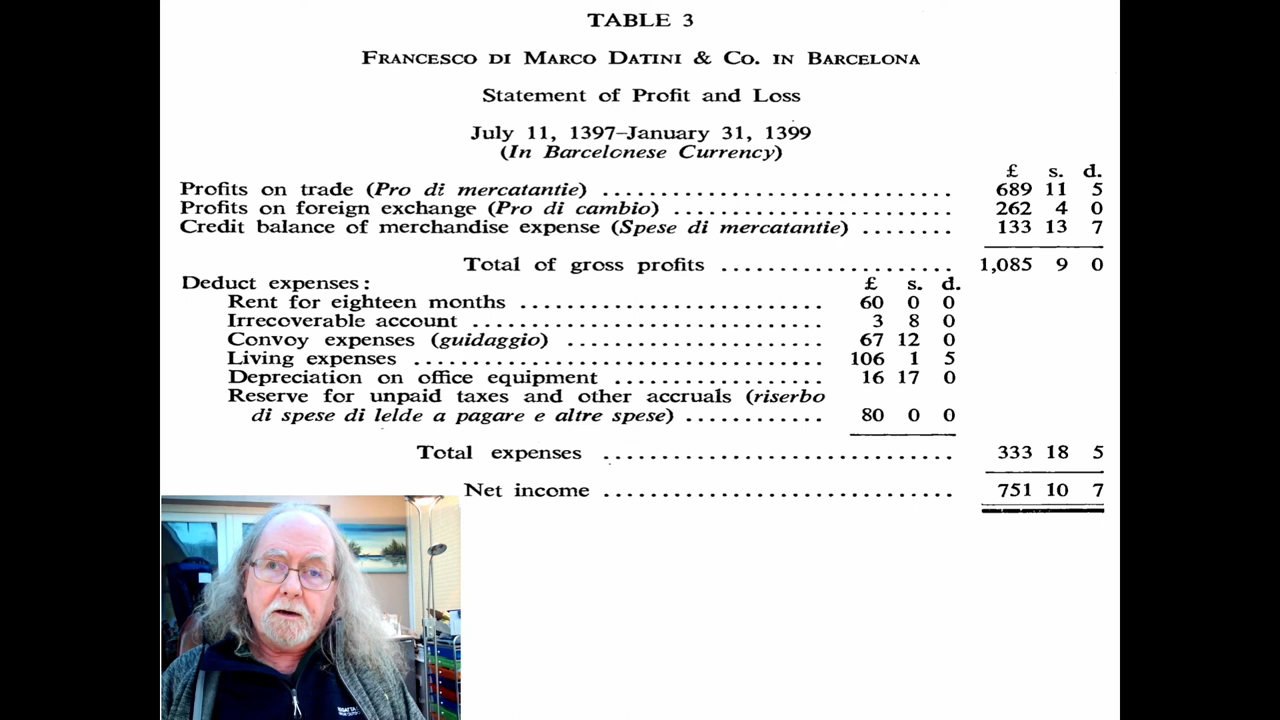 TABLE 3
Francesco di Marco Datini & Co. in Barcelona
Statement of Profit and Loss
July 11, 1397–January 31, 1399
(In Barcelonese Currency)
£ s. d.
Profits on trade (Pro di mercatantie) .............................. 689 11 5
Profits on foreign exchange (Pro di cambio) ........................ 262 4 0
Credit balance of merchandise expense (Spese di mercatantie) ........ 133 13 7
Total of gross profits .................... 1,085 9 0
Deduct expenses: £ s. d.
Rent for eighteen months .......................... 60 0 0
Irrecoverable account .............................. 3 8 0
Convoy expenses (guidaggio) ...................... 67 12 0
Living expenses .................................. 106 1 5
Depreciation on office equipment ................ 16 17 0
Reserve for unpaid taxes and other accruals (riserbo
di spese di lelde a pagare e altre spese) ............ 80 0 0
Total expenses .............................. 333 18 5
Net income .............................. 751 10 7
REGATTA